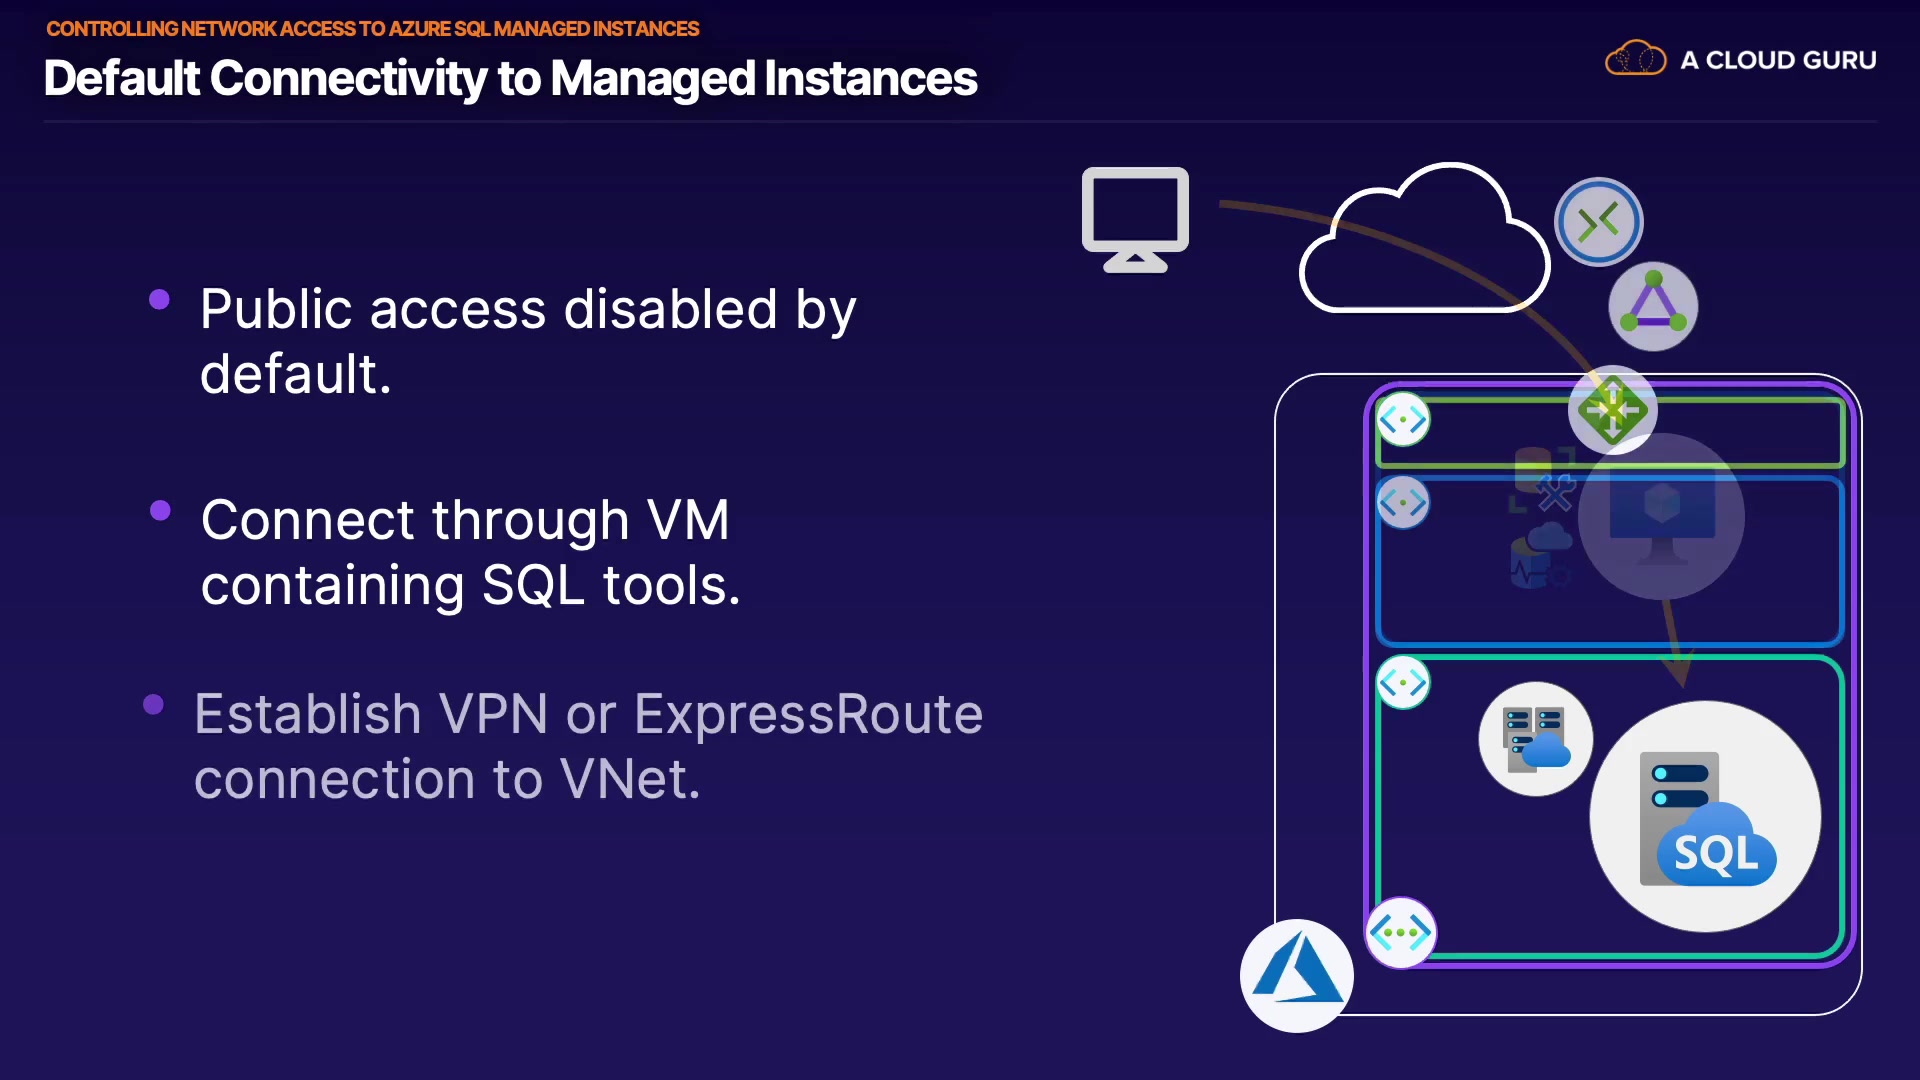 CONTROLLING NETWORK ACCESS TO AZURE SQL MANAGED INSTANCES
Default Connectivity to Managed Instances
A CLOUD GURU
Public access disabled by
default.
Connect through VM
containing SQL tools.
Establish VPN or ExpressRoute
connection to VNet.
SQL